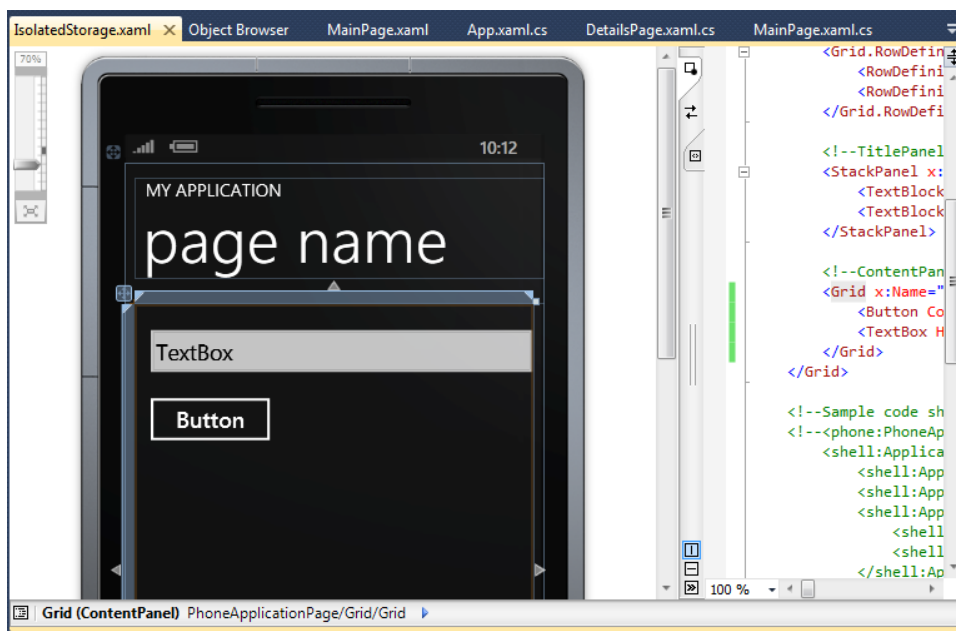 IsolatedStorage.xaml Object Browser MainPage.xaml App.xaml.cs DetailsPage.xaml.cs MainPage.xaml.cs
70%
10:12
MY APPLICATION
page name
TextBox
Button
<Grid.RowDefin
<RowDefini
<RowDefini
</Grid.RowDefi
<!--TitlePanel
<StackPanel x:
<TextBlock
<TextBlock
</StackPanel>
<!--ContentPan
<Grid x:Name="
<Button Co
<TextBox H
</Grid>
</Grid>
<!--Sample code sh
<!--<phone:PhoneAp
<shell:Applica
<shell:App
<shell:App
<shell:App
<shell
<shell
</shell:Ap
100 %
Grid (ContentPanel) PhoneApplicationPage/Grid/Grid